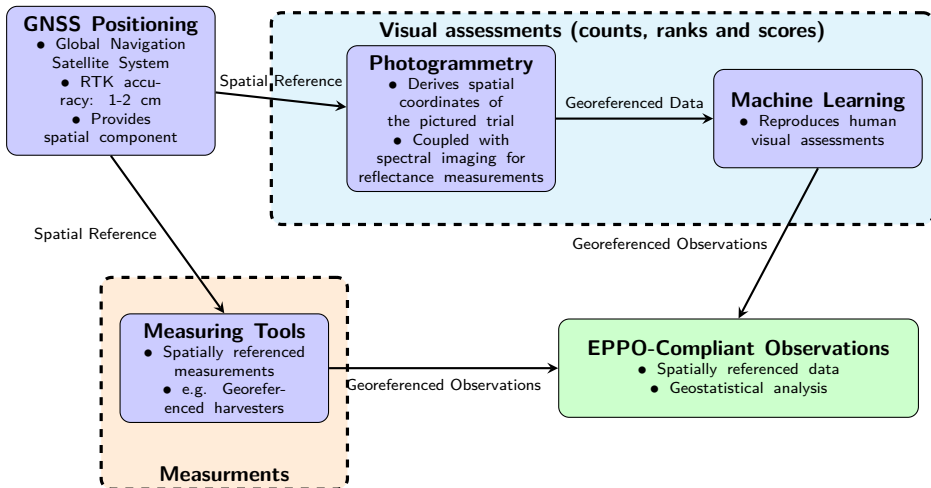 GNSS Positioning
● Global Navigation
Satellite System
● RTK accu-
racy: 1-2 cm
● Provides
spatial component
Spatial Reference
Visual assessments (counts, ranks and scores)
Photogrammetry
● Derives spatial
coordinates of
the pictured trial
● Coupled with
spectral imaging for
reflectance measurements
Georeferenced Data
Machine Learning
● Reproduces human
visual assessments
Spatial Reference
Georeferenced Observations
Measuring Tools
● Spatially referenced
measurements
● e.g. Georefer-
enced harvesters
Measurments
Georeferenced Observations
EPPO-Compliant Observations
● Spatially referenced data
● Geostatistical analysis